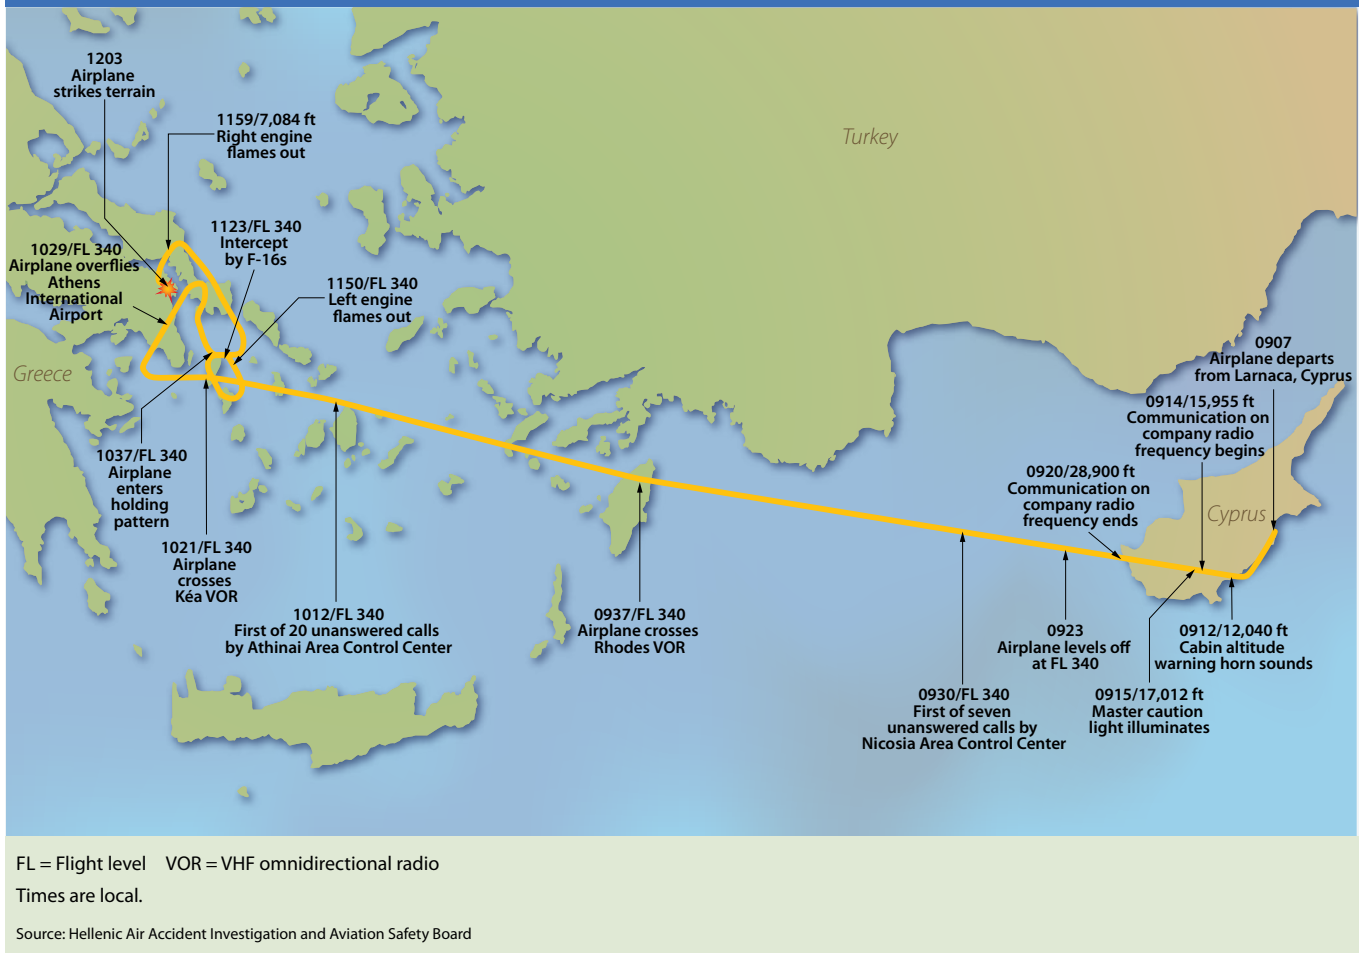 1203
Airplane
strikes terrain
1159/7,084 ft
Right engine
flames out
1123/FL 340
Intercept
by F-16s
1029/FL 340
Airplane overflies
Athens
International
Airport
1150/FL 340
Left engine
flames out
Turkey
Greece
0907
Airplane departs
from Larnaca, Cyprus
0914/15,955 ft
Communication on
company radio
frequency begins
0920/28,900 ft
Communication on
company radio
frequency ends
Cyprus
1037/FL 340
Airplane
enters
holding
pattern
1021/FL 340
Airplane
crosses
Kéa VOR
1012/FL 340
First of 20 unanswered calls
by Athinai Area Control Center
0937/FL 340
Airplane crosses
Rhodes VOR
0923
Airplane levels off
at FL 340
0912/12,040 ft
Cabin altitude
warning horn sounds
0930/FL 340
First of seven
unanswered calls by
Nicosia Area Control Center
0915/17,012 ft
Master caution
light illuminates
FL = Flight level VOR = VHF omnidirectional radio
Times are local.
Source: Hellenic Air Accident Investigation and Aviation Safety Board